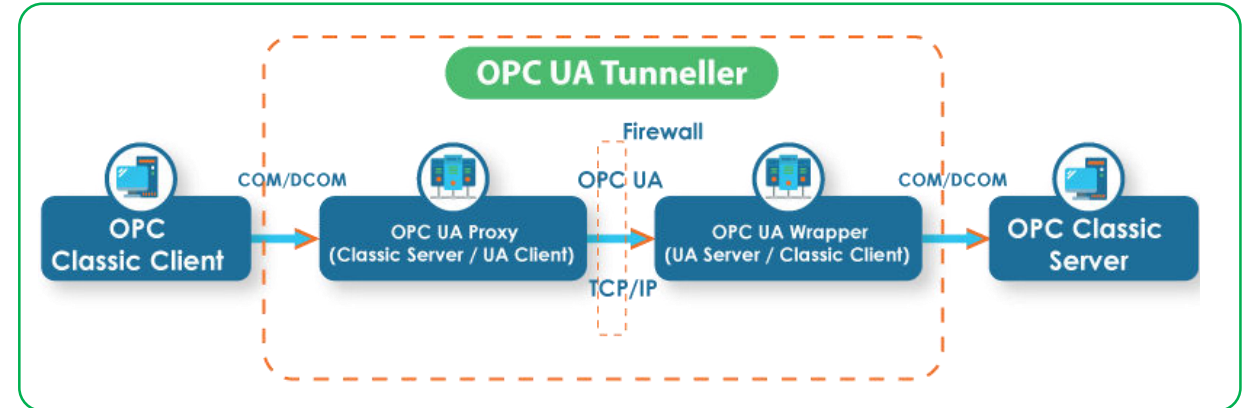 OPC UA Tunneller
Firewall
COM/DCOM
OPC UA
COM/DCOM
OPC
Classic Client
OPC UA Proxy
(Classic Server / UA Client)
OPC UA Wrapper
(UA Server / Classic Client)
OPC Classic
Server
TCP/IP